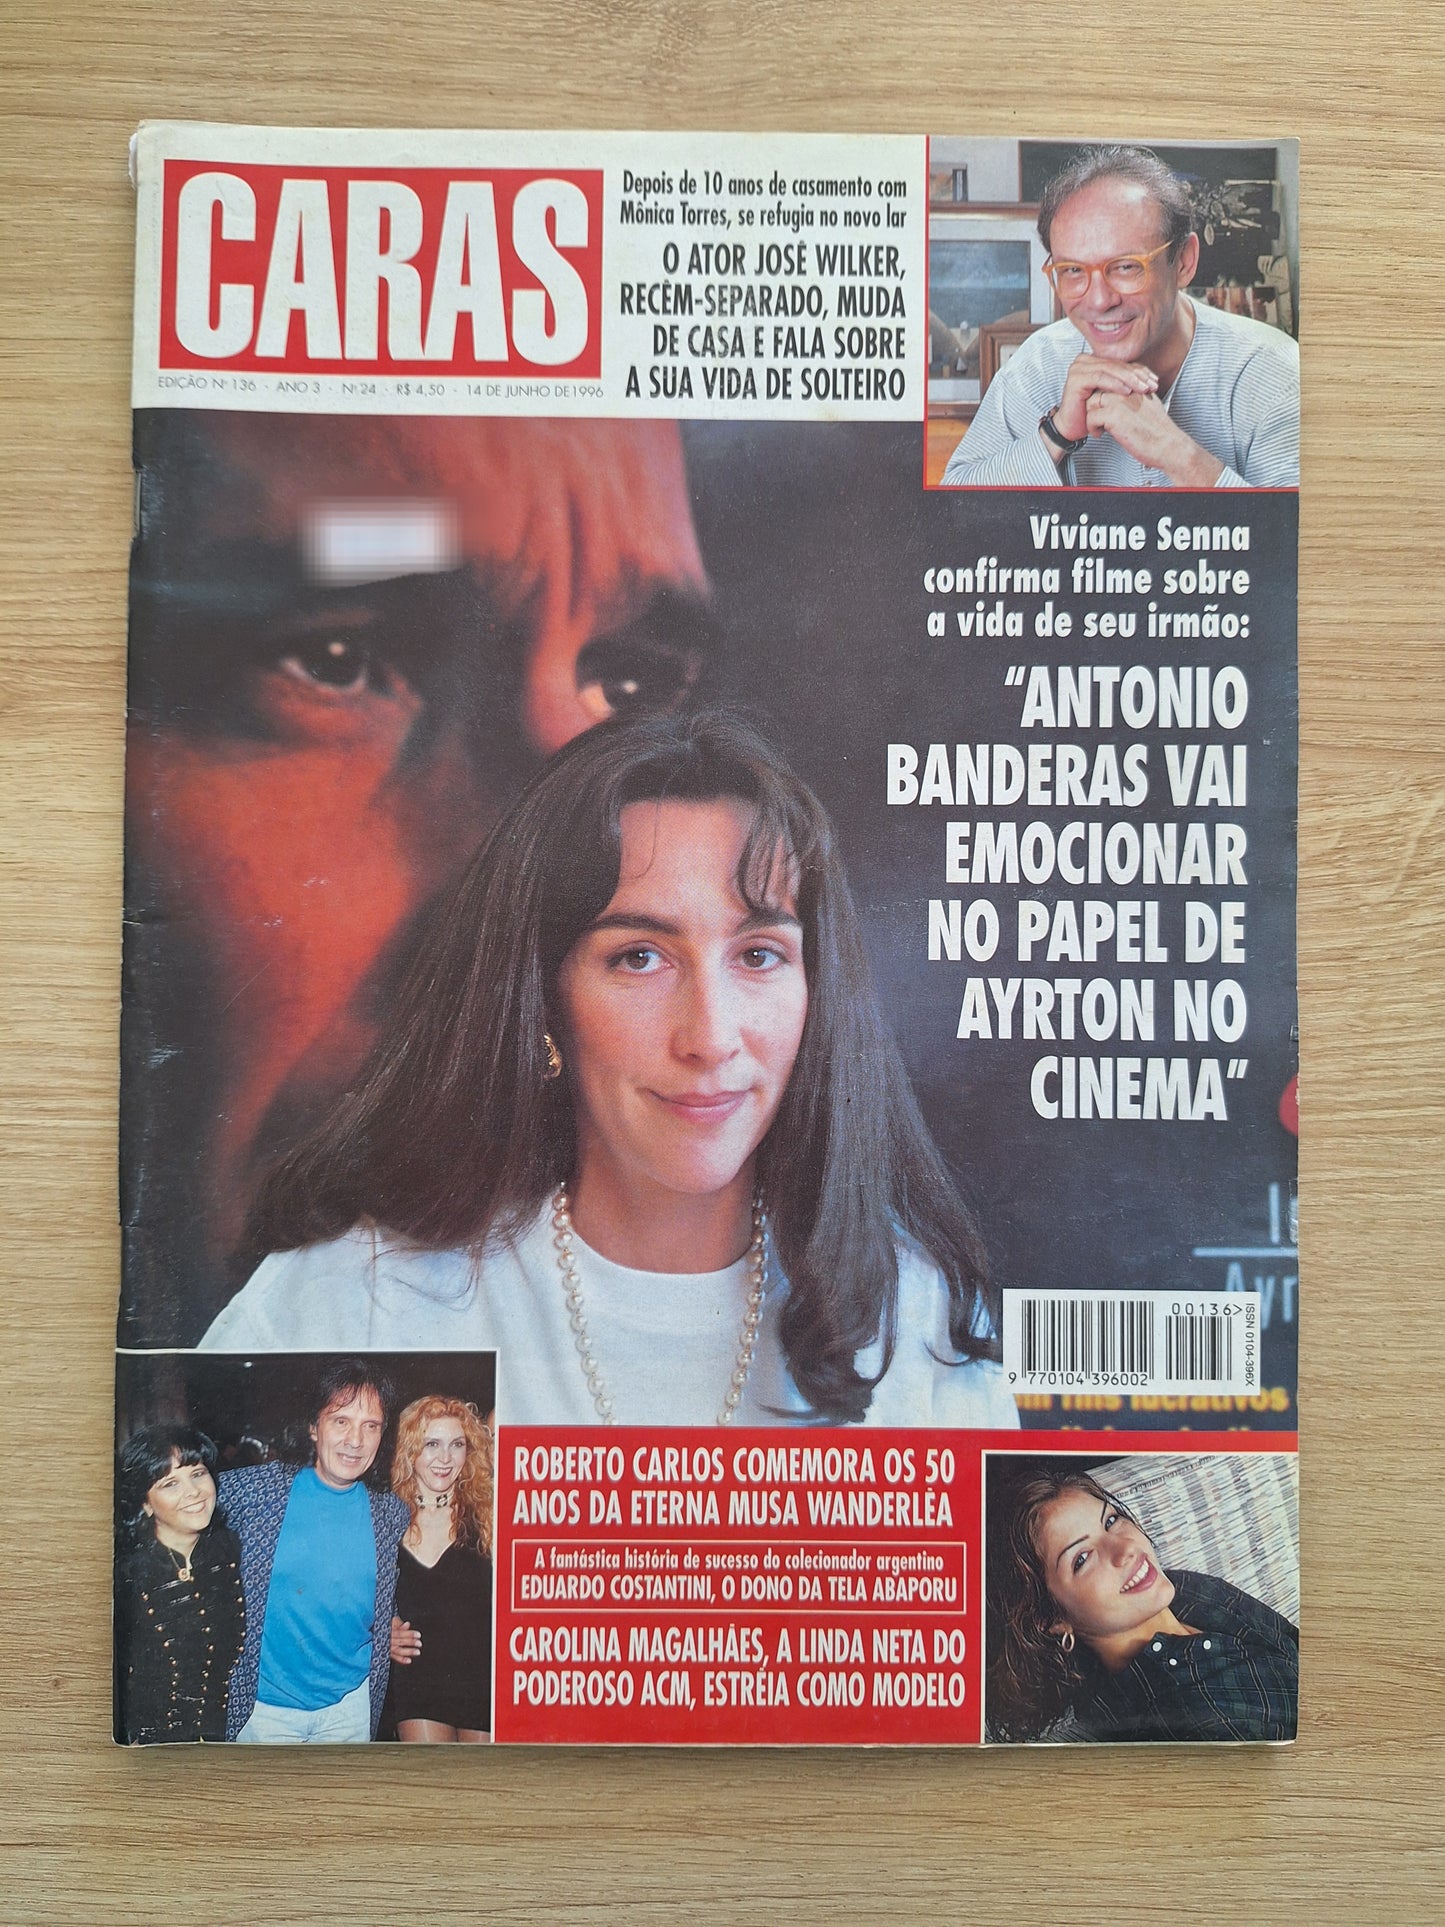 CARAS
EDIÇÃO Nº 136 - ANO 3 - Nº 24 - R$ 4,50 - 14 DE JUNHO DE 1996
Depois de 10 anos de casamento com
Mônica Torres, se refugia no novo lar
O ATOR JOSÉ WILKER,
RECÉM-SEPARADO, MUDA
DE CASA E FALA SOBRE
A SUA VIDA DE SOLTEIRO
Viviane Senna
confirma filme sobre
a vida de seu irmão:
“ANTONIO
BANDERAS VAI
EMOCIONAR
NO PAPEL DE
AYRTON NO
CINEMA”
Ayr
00136>
ISSN 0104-396X
9 770104 396002
lucrativos
ROBERTO CARLOS COMEMORA OS 50
ANOS DA ETERNA MUSA WANDERLÉA
A fantástica história de sucesso do colecionador argentino
EDUARDO COSTANTINI, O DONO DA TELA ABAPORU
CAROLINA MAGALHÃES, A LINDA NETA DO
PODEROSO ACM, ESTRÉIA COMO MODELO